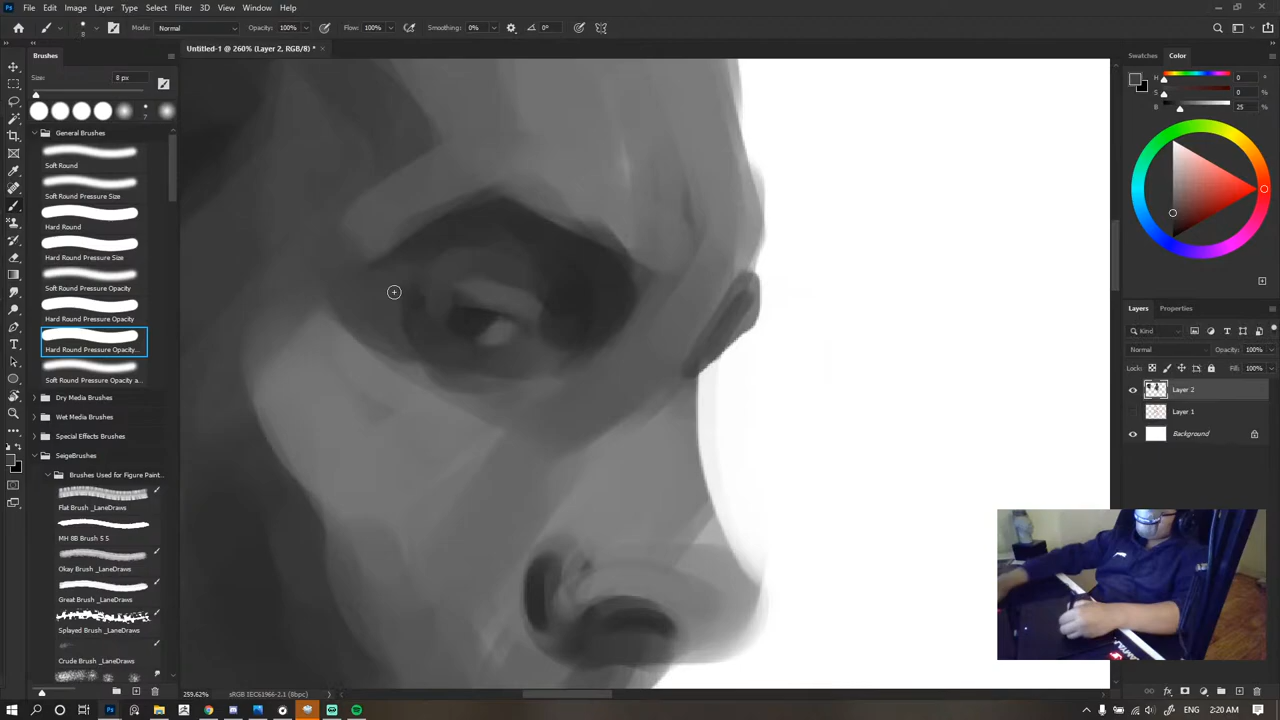 File Edit Image Layer Type Select Filter 3D View Window Help
8 Mode: Normal Opacity: 100% Flow: 100% Smoothing: 0% 0°
Untitled-1 @ 260% (Layer 2, RGB/8) *
Brushes
Size: 8 px
7
General Brushes
Soft Round
Soft Round Pressure Size
Hard Round
Hard Round Pressure Size
Soft Round Pressure Opacity
Hard Round Pressure Opacity
Hard Round Pressure Opacity...
Soft Round Pressure Opacity a...
Dry Media Brushes
Wet Media Brushes
Special Effects Brushes
SeigeBrushes
Brushes Used for Figure Paint...
Flat Brush _LaneDraws
MH 8B Brush 5 5
Okay Brush _LaneDraws
Great Brush _LaneDraws
Splayed Brush _LaneDraws
Crude Brush _LaneDraws
259.62% sRGB IEC61966-2.1 (8bpc)
Swatches Color
H 0 °
S 0 %
B 25 %
Layers Properties
Kind
Normal Opacity: 100%
Lock: Fill: 100%
Layer 2
Layer 1
Background
ENG 2:20 AM